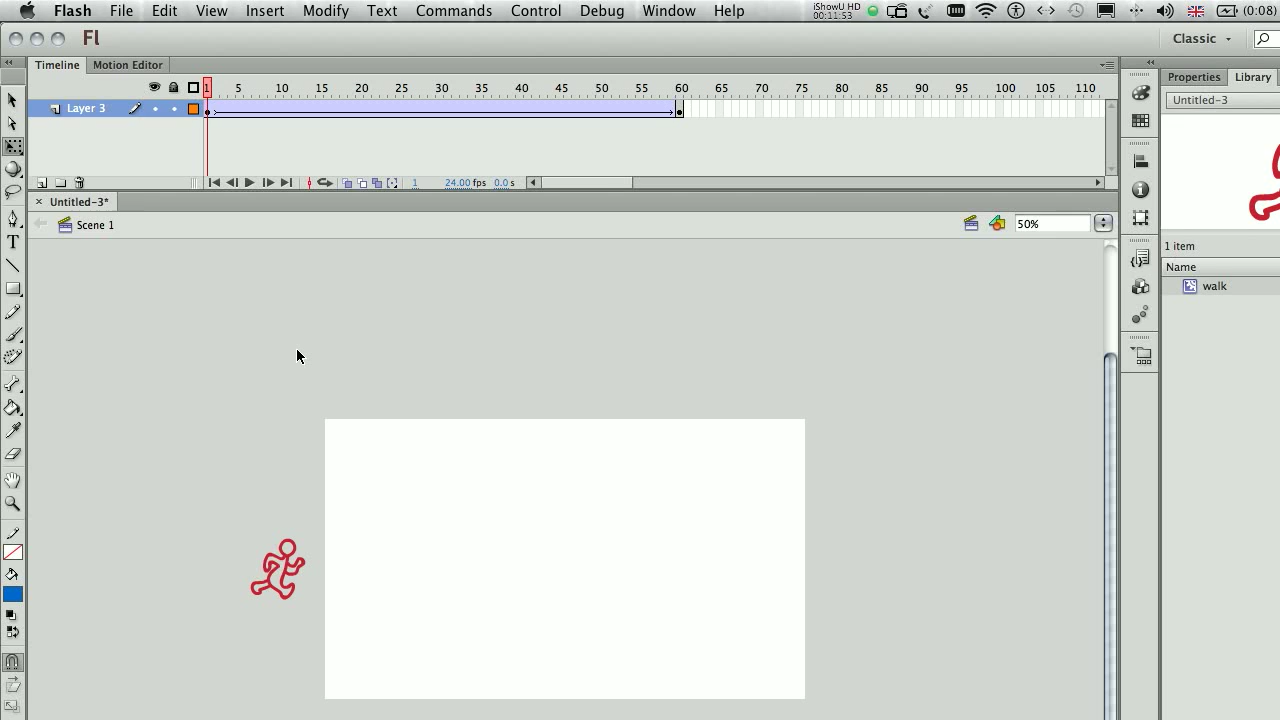 Flash File Edit View Insert Modify Text Commands Control Debug Window Help iShowU HD 00:11:53 (0:08)
Fl Classic
Timeline Motion Editor Properties Library
1 5 10 15 20 25 30 35 40 45 50 55 60 65 70 75 80 85 90 95 100 105 110
Untitled-3
Layer 3
1 24.00 fps 0.0 s
Untitled-3*
Scene 1 50%
T
1 item
Name
walk